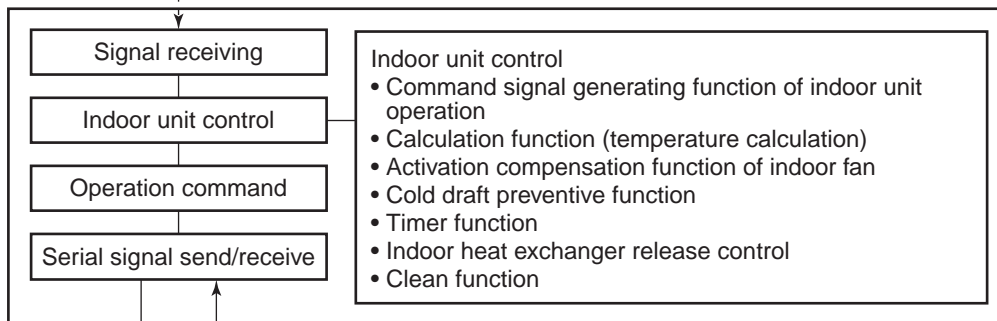 Signal receiving
Indoor unit control
Operation command
Serial signal send/receive
Indoor unit control
• Command signal generating function of indoor unit
operation
• Calculation function (temperature calculation)
• Activation compensation function of indoor fan
• Cold draft preventive function
• Timer function
• Indoor heat exchanger release control
• Clean function